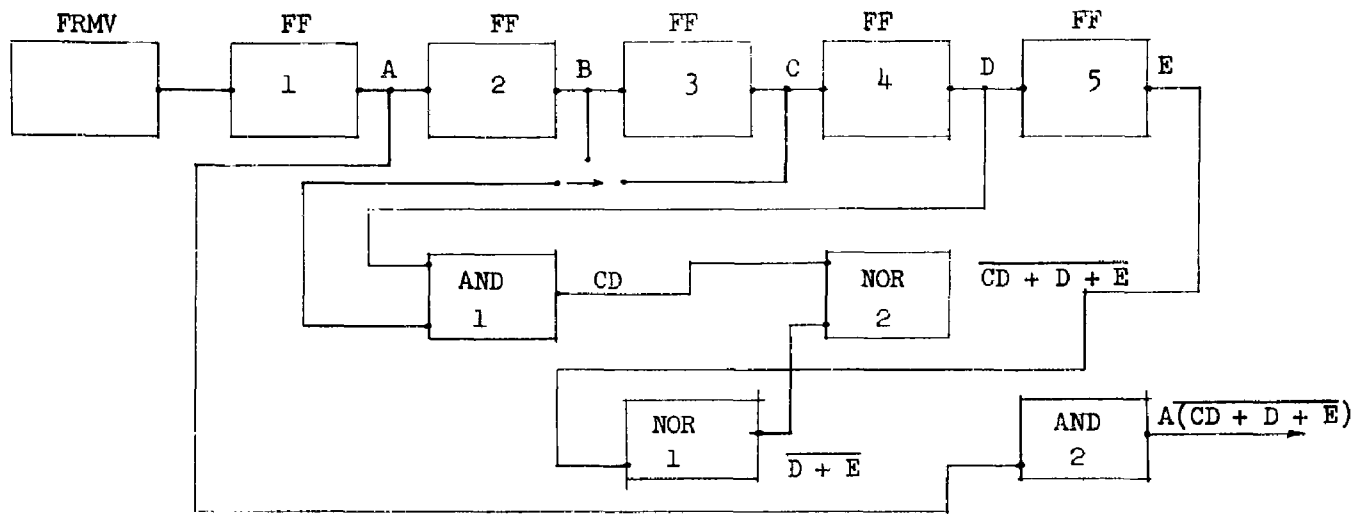 FRMV FF FF FF FF FF
1 A 2 B 3 C 4 D 5 E
AND 1
CD
NOR 2
CD + D + E
NOR 1
D + E
AND 2
A(CD + D + E)